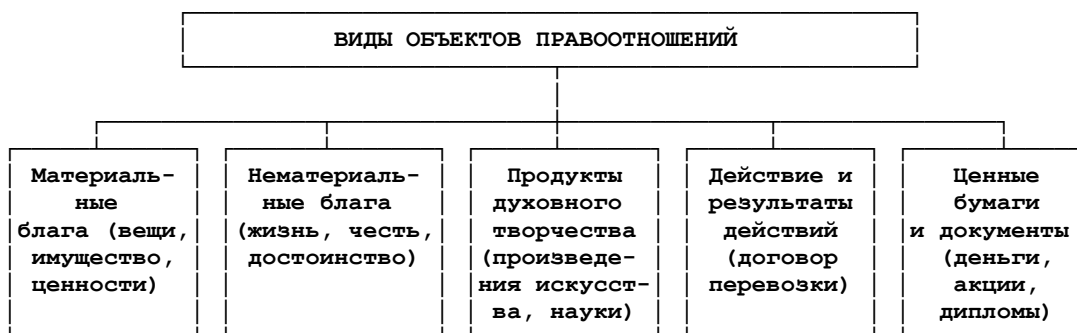 ВИДЫ ОБЪЕКТОВ ПРАВООТНОШЕНИЙ
Материаль-
ные
блага (вещи,
имущество,
ценности)
Нематериаль-
ные блага
(жизнь, честь,
достоинство)
Продукты
духовного
творчества
(произведе-
ния искусст-
ва, науки)
Действие и
результаты
действий
(договор
перевозки)
Ценные
бумаги
и документы
(деньги,
акции,
дипломы)